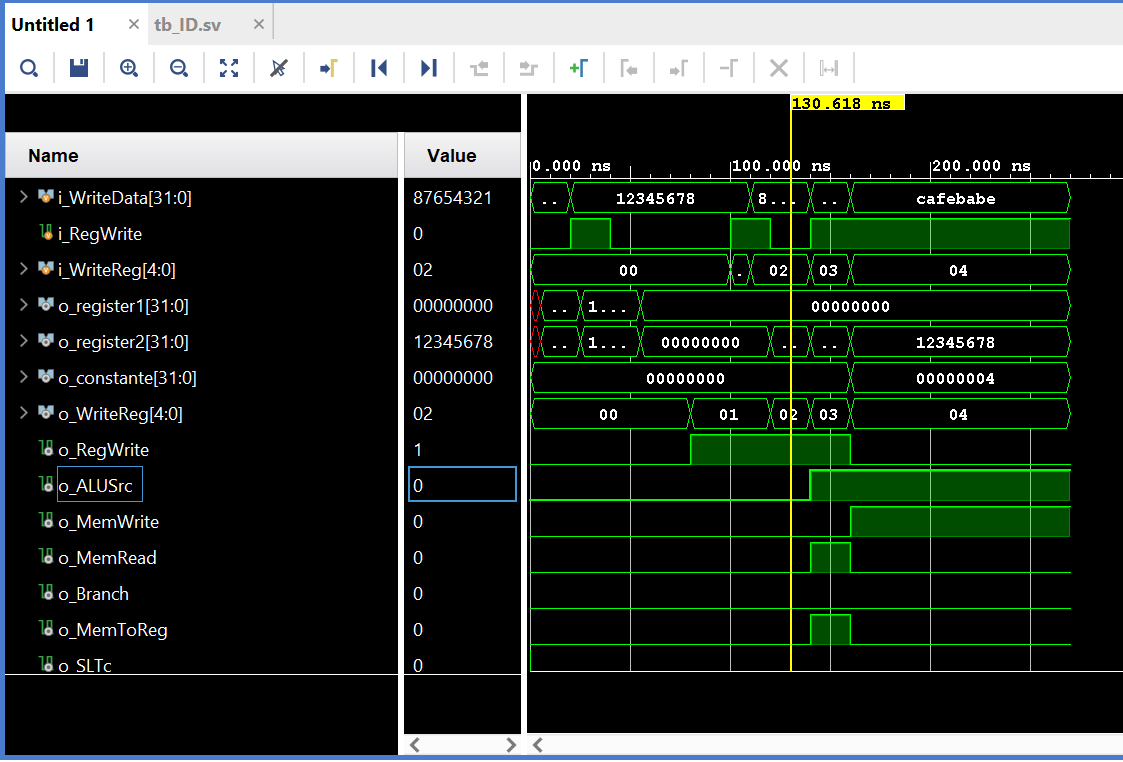 Untitled 1 × tb_ID.sv ×
130.618 ns
Name Value
0.000 ns 100.000 ns 200.000 ns
i_WriteData[31:0] 87654321 .. 12345678 8... .. cafebabe
i_RegWrite 0
i_WriteReg[4:0] 02 00 . 02 03 04
o_register1[31:0] 00000000 .. 1... 00000000
o_register2[31:0] 12345678 .. 1... 00000000 .. .. 12345678
o_constante[31:0] 00000000 00000000 00000004
o_WriteReg[4:0] 02 00 01 02 03 04
o_RegWrite 1
o_ALUSrc 0
o_MemWrite 0
o_MemRead 0
o_Branch 0
o_MemToReg 0
o_SLTc 0